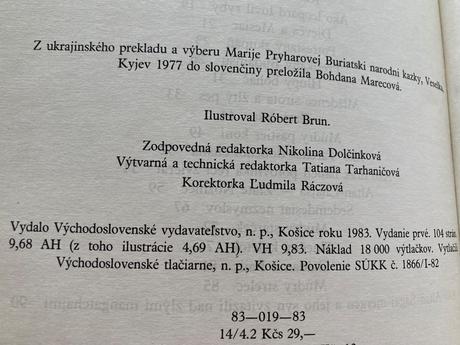 Z ukrajinského prekladu a výberu Marije Pryharovej Buriatski narodni kazky, Veselka,
Kyjev 1977 do slovenčiny preložila Bohdana Marecová.
Ilustroval Róbert Brun.
Zodpovedná redaktorka Nikolina Dolčinková
Výtvarná a technická redaktorka Tatiana Tarhaničová
Korektorka Ľudmila Ráczová
Vydalo Východoslovenské vydavateľstvo, n. p., Košice roku 1983. Vydanie prvé. 104 strán.
9,68 AH (z toho ilustrácie 4,69 AH). VH 9,83. Náklad 18 000 výtlačkov. Vytlačili
Východoslovenské tlačiarne, n. p., Košice. Povolenie SÚKK č. 1866/I-82
83—019—83
14/4.2 Kčs 29,—